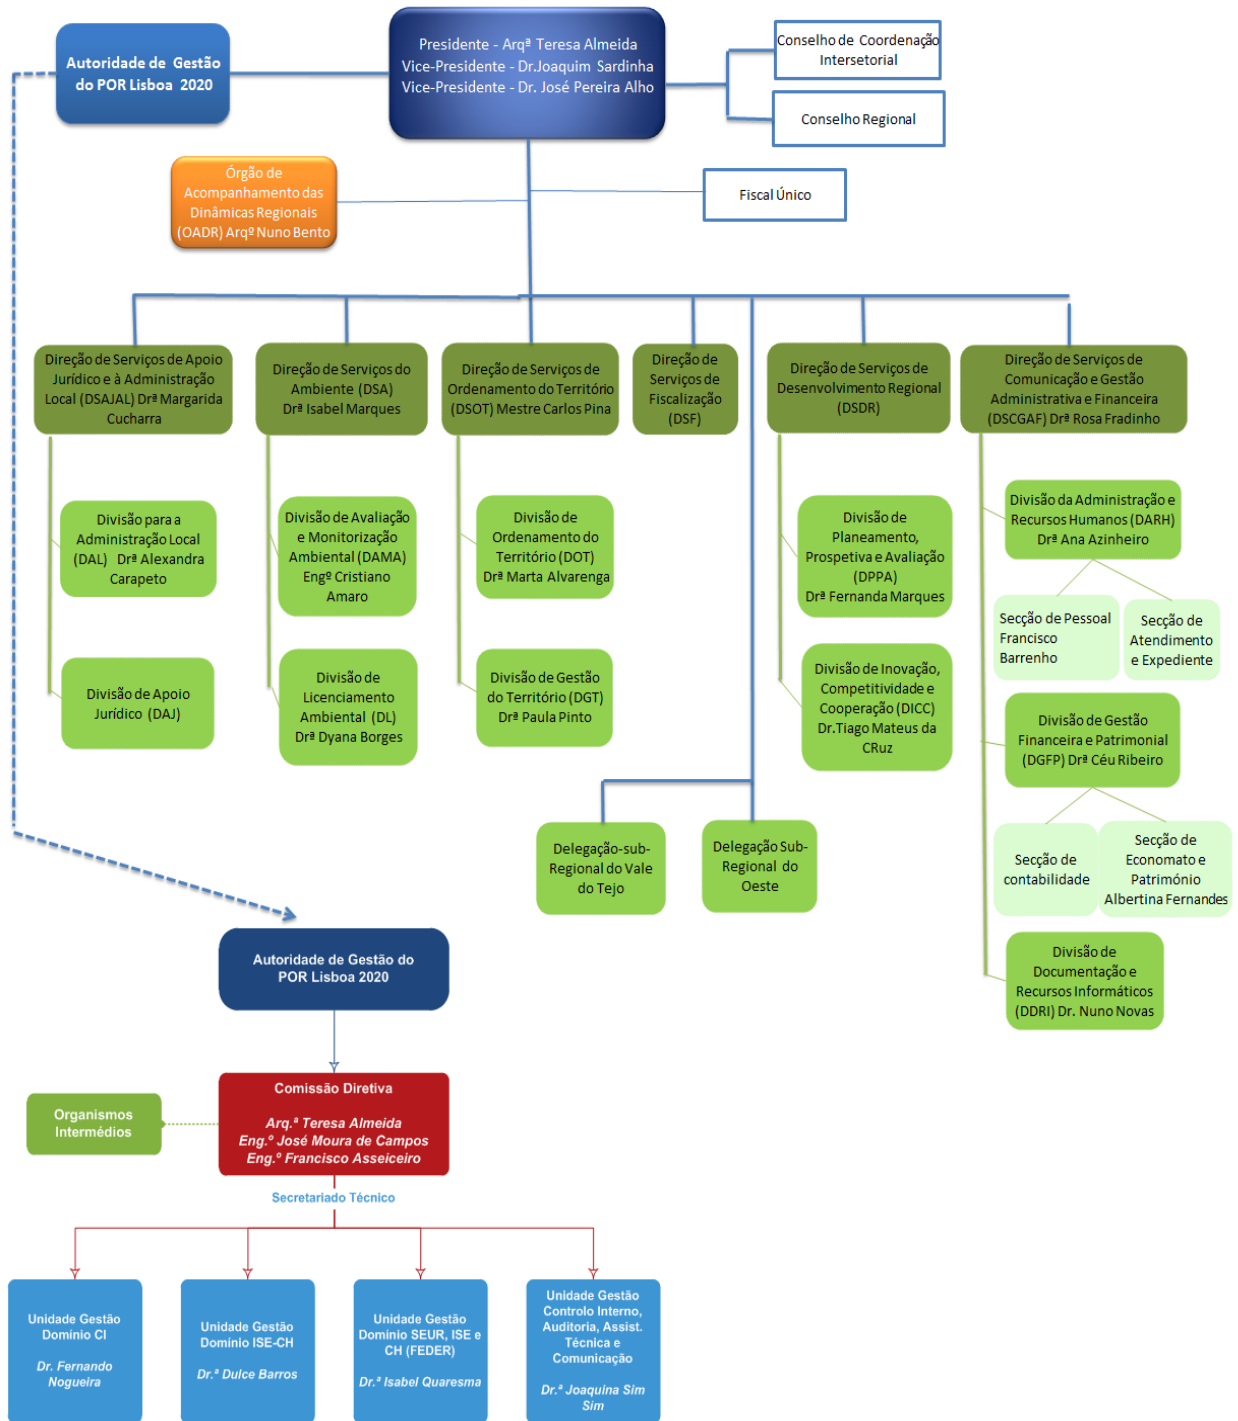 Autoridade de Gestão
do POR Lisboa 2020
Presidente - Arqª Teresa Almeida
Vice-Presidente - Dr.Joaquim Sardinha
Vice-Presidente - Dr. José Pereira Alho
Conselho de Coordenação
Intersetorial
Conselho Regional
Órgão de
Acompanhamento das
Dinâmicas Regionais
(OADR) Arqº Nuno Bento
Fiscal Único
Direção de Serviços de Apoio
Jurídico e à Administração
Local (DSAJAL) Drª Margarida
Cucharra
Direção de Serviços do
Ambiente (DSA)
Drª Isabel Marques
Direção de Serviços de
Ordenamento do Território
(DSOT) Mestre Carlos Pina
Direção de
Serviços de
Fiscalização
(DSF)
Direção de Serviços de
Desenvolvimento Regional
(DSDR)
Direção de Serviços de
Comunicação e Gestão
Administrativa e Financeira
(DSCGAF) Drª Rosa Fradinho
Divisão para a
Administração Local
(DAL) Drª Alexandra
Carapeto
Divisão de Apoio
Jurídico (DAJ)
Divisão de Avaliação
e Monitorização
Ambiental (DAMA)
Engº Cristiano
Amaro
Divisão de
Licenciamento
Ambiental (DL)
Drª Dyana Borges
Divisão de
Ordenamento do
Território (DOT)
Drª Marta Alvarenga
Divisão de Gestão
do Território (DGT)
Drª Paula Pinto
Divisão de
Planeamento,
Prospetiva e Avaliação
(DPPA)
Drª Fernanda Marques
Divisão de Inovação,
Competitividade e
Cooperação (DICC)
Dr.Tiago Mateus da
CRuz
Divisão da Administração e
Recursos Humanos (DARH)
Drª Ana Azinheiro
Secção de Pessoal
Francisco
Barrenho
Secção de
Atendimento
e Expediente
Divisão de Gestão
Financeira e Patrimonial
(DGFP) Drª Céu Ribeiro
Secção de
contabilidade
Secção de
Economato e
Património
Albertina Fernandes
Divisão de
Documentação e
Recursos Informáticos
(DDRI) Dr. Nuno Novas
Delegação-sub-
Regional do Vale
do Tejo
Delegação Sub-
Regional do
Oeste
Autoridade de Gestão do
POR Lisboa 2020
Comissão Diretiva
Arq.ª Teresa Almeida
Eng.º José Moura de Campos
Eng.º Francisco Asseiceiro
Organismos
Intermédios
Secretariado Técnico
Unidade Gestão
Domínio CI
Dr. Fernando
Nogueira
Unidade Gestão
Domínio ISE-CH
Dr.ª Dulce Barros
Unidade Gestão
Domínio SEUR, ISE e
CH (FEDER)
Dr.ª Isabel Quaresma
Unidade Gestão
Controlo Interno,
Auditoria, Assist.
Técnica e
Comunicação
Dr.ª Joaquina Sim
Sim